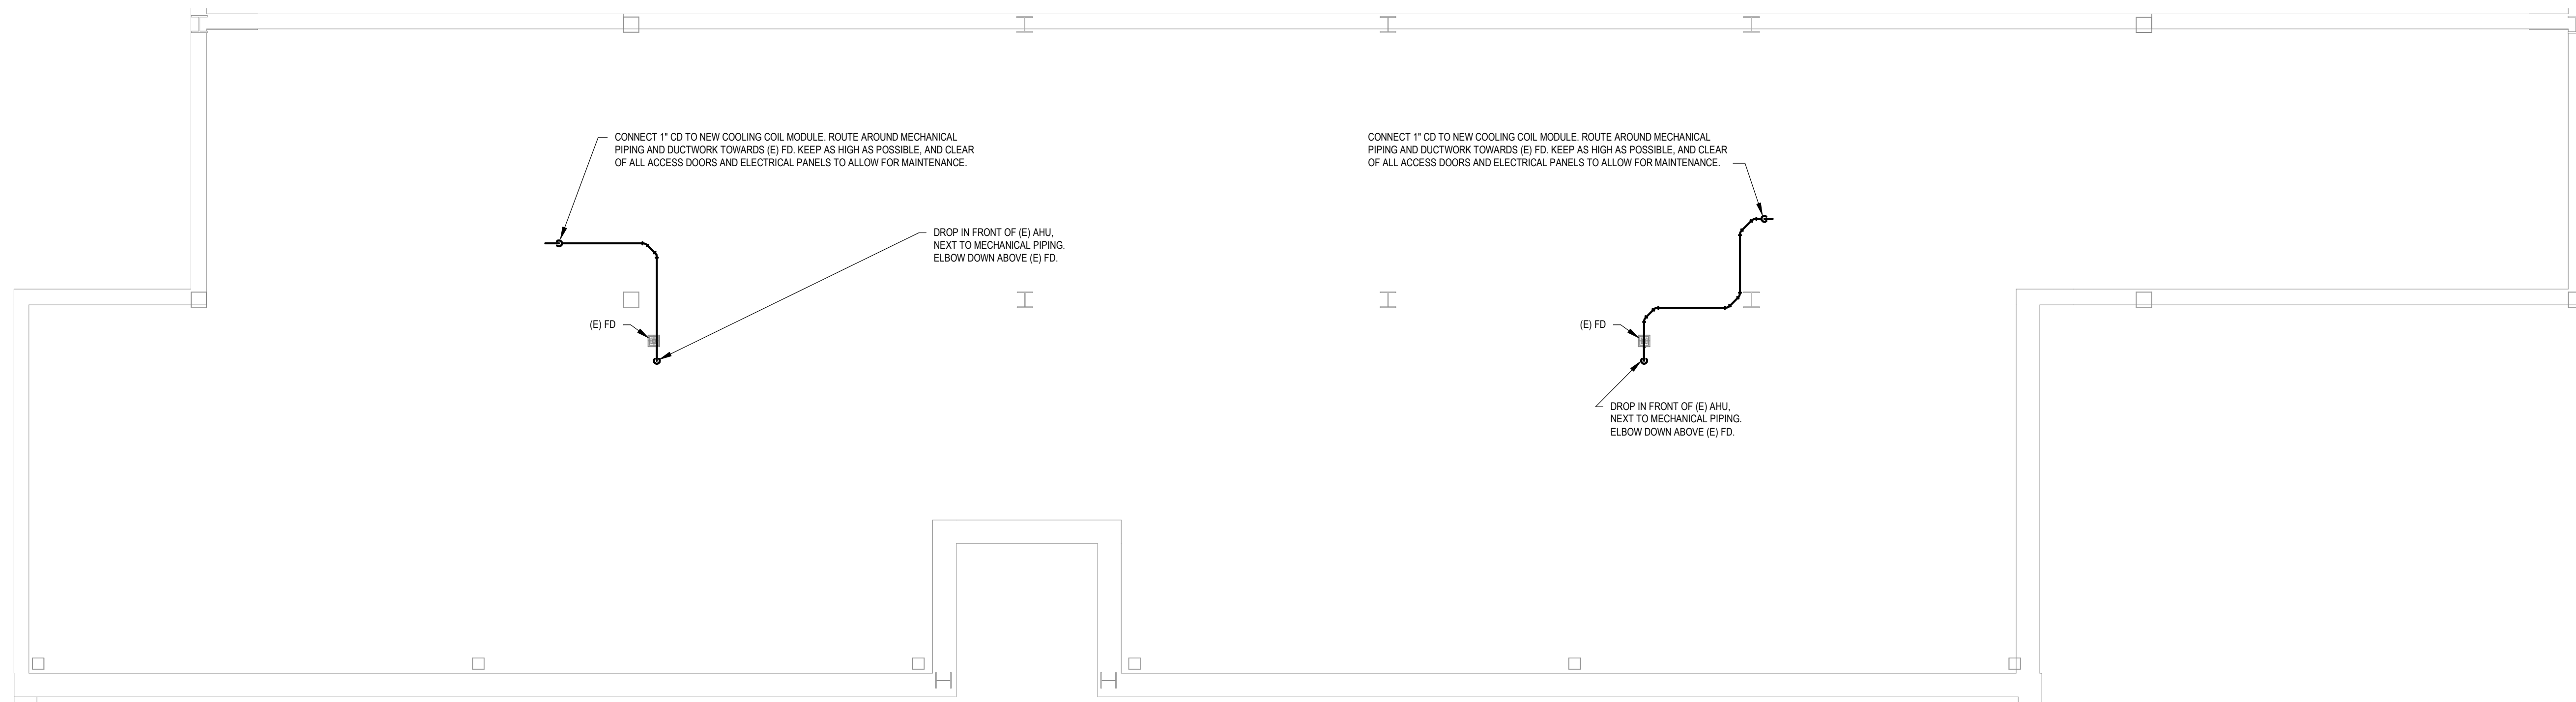 CONNECT 1" CD TO NEW COOLING COIL MODULE. ROUTE AROUND MECHANICAL
PIPING AND DUCTWORK TOWARDS (E) FD. KEEP AS HIGH AS POSSIBLE, AND CLEAR
OF ALL ACCESS DOORS AND ELECTRICAL PANELS TO ALLOW FOR MAINTENANCE.
CONNECT 1" CD TO NEW COOLING COIL MODULE. ROUTE AROUND MECHANICAL
PIPING AND DUCTWORK TOWARDS (E) FD. KEEP AS HIGH AS POSSIBLE, AND CLEAR
OF ALL ACCESS DOORS AND ELECTRICAL PANELS TO ALLOW FOR MAINTENANCE.
DROP IN FRONT OF (E) AHU,
NEXT TO MECHANICAL PIPING.
ELBOW DOWN ABOVE (E) FD.
(E) FD
(E) FD
DROP IN FRONT OF (E) AHU,
NEXT TO MECHANICAL PIPING.
ELBOW DOWN ABOVE (E) FD.